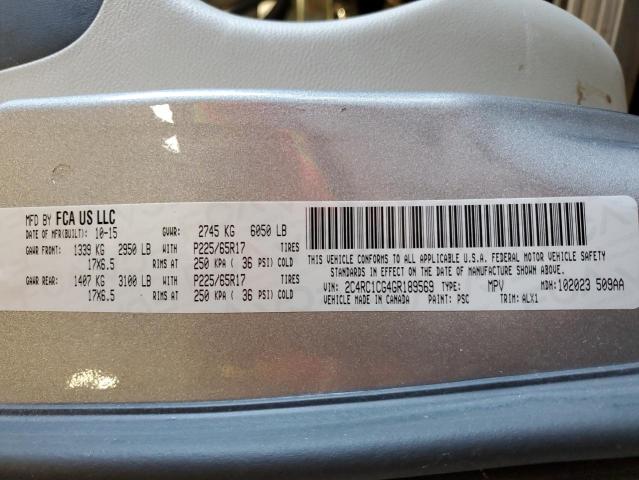 MFD BY FCA US LLC
DATE OF MFR(BUILT): 10-15 GVWR: 2745 KG 6050 LB
GAWR FRONT: 1339 KG 2950 LB WITH P225/65R17 TIRES
17X6.5 RIMS AT 250 KPA ( 36 PSI) COLD
GAWR REAR: 1407 KG 3100 LB WITH P225/65R17 TIRES
17X6.5 RIMS AT 250 KPA ( 36 PSI) COLD
THIS VEHICLE CONFORMS TO ALL APPLICABLE U.S.A. FEDERAL MOTOR VEHICLE SAFETY
STANDARDS IN EFFECT ON THE DATE OF MANUFACTURE SHOWN ABOVE.
VIN: 2C4RC1CG4GR189569 TYPE: MPV MDH: 102023 509AA
VEHICLE MADE IN CANADA PAINT: PSC TRIM: ALX1